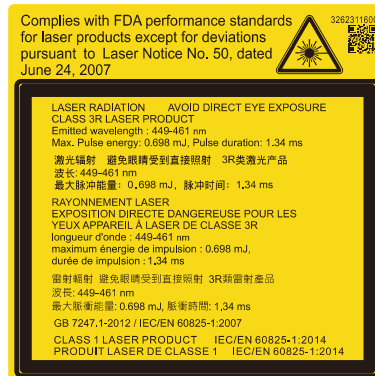 Complies with FDA performance standards
for laser products except for deviations
pursuant to Laser Notice No. 50, dated
June 24, 2007
3262311600
LASER RADIATION AVOID DIRECT EYE EXPOSURE
CLASS 3R LASER PRODUCT
Emitted wavelength : 449-461 nm
Max. Pulse energy: 0.698 mJ, Pulse duration: 1.34 ms
激光辐射 避免眼睛受到直接照射 3R类激光产品
波长: 449-461 nm
最大脉冲能量: 0.698 mJ, 脉冲时间: 1.34 ms
RAYONNEMENT LASER
EXPOSITION DIRECTE DANGEREUSE POUR LES
YEUX APPAREIL À LASER DE CLASSE 3R
longueur d'onde : 449-461 nm
maximum énergie de impulsion : 0.698 mJ,
durée de impulsion : 1.34 ms
雷射輻射 避免眼睛受到直接照射 3R類雷射產品
波長: 449-461 nm
最大脈衝能量: 0.698 mJ, 脈衝時間: 1.34 ms
GB 7247.1-2012 / IEC/EN 60825-1:2007
CLASS 1 LASER PRODUCT IEC/EN 60825-1:2014
PRODUIT LASER DE CLASSE 1 IEC/EN 60825-1:2014